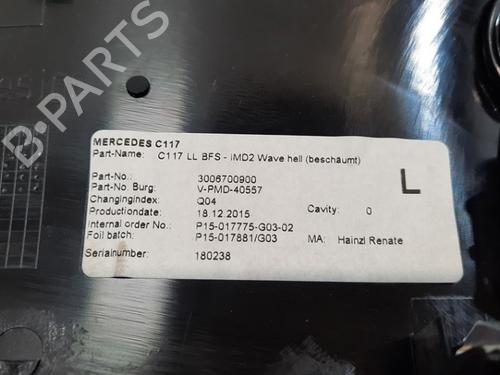 MERCEDES C117
Part-Name: C117 LL BFS - IMD2 Wave hell (beschäumt)
Part-No.: 3006700900
Part-No. Burg: V-PMD-40557
L
Changingindex: Q04
Productiondate: 18.12.2015 Cavity: 0
Internal order No.: P15-017775-G03-02
Foil batch: P15-017881/G03 MA: Hainzl Renate
Serialnumber: 180238
B-PARTS